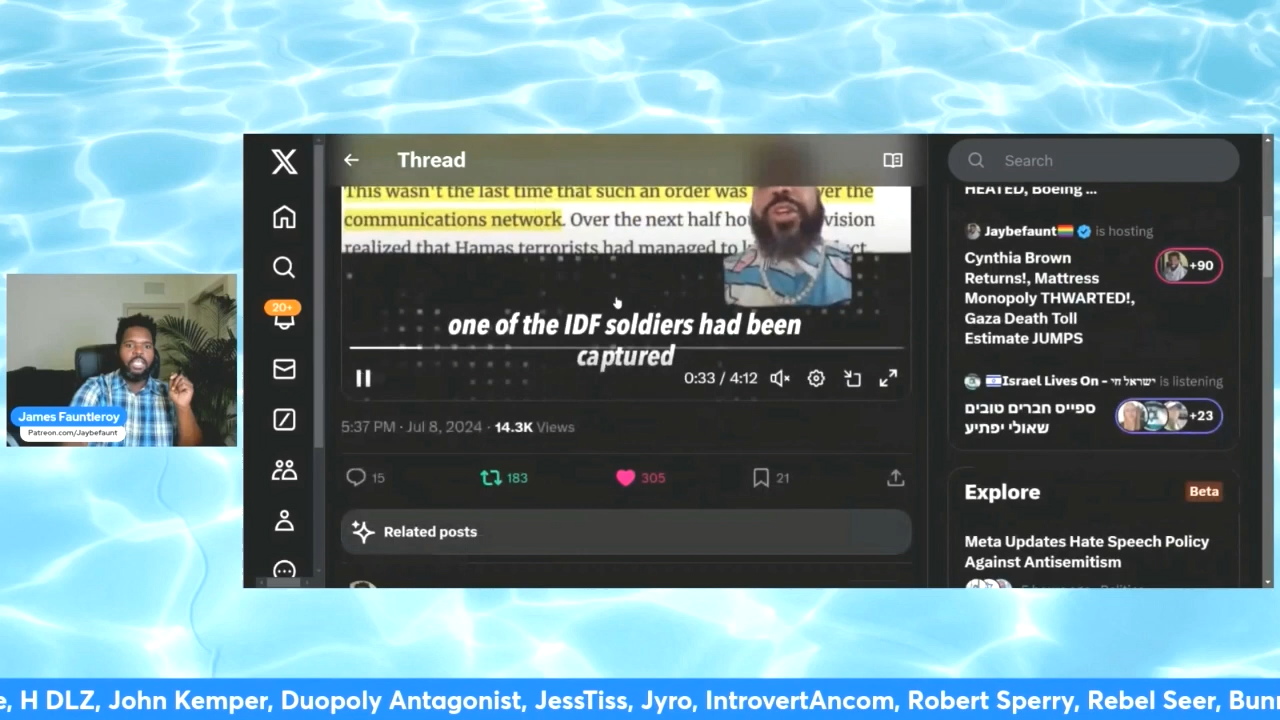 Thread
Search
This wasn't the last time that such an order was ver the
communications network. Over the next half ho vision
realized that Hamas terrorists had managed to
one of the IDF soldiers had been
captured
0:33 / 4:12
5:37 PM · Jul 8, 2024 · 14.3K Views
15
183
305
21
Related posts
HEATED, Boeing ...
Jaybefaunt🏳️‍🌈 is hosting
Cynthia Brown
Returns!, Mattress
Monopoly THWARTED!,
Gaza Death Toll
Estimate JUMPS
+90
🇮🇱Israel Lives On - ישראל חי is listening
ספייס חברים טובים
שאולי יפתיע
+23
Explore
Beta
Meta Updates Hate Speech Policy
Against Antisemitism
20+
James Fauntleroy
Patreon.com/Jaybefaunt
e, H DLZ, John Kemper, Duopoly Antagonist, JessTiss, Jyro, IntrovertAncom, Robert Sperry, Rebel Seer, Bun